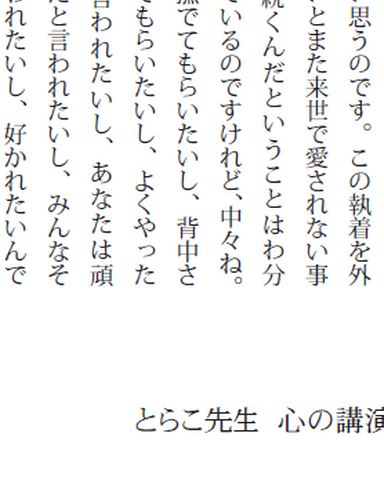 思うのです。この執着を外
とまた来世で愛されない事
続くんだということはわ分
いるのですけれど、中々ね。
撫でてもらいたいし、背中さ
てもらいたいし、よくやった
言われたいし、あなたは頑
だと言われたいし、みんなそ
われたいし、好かれたいんで
とらこ先生 心の講演